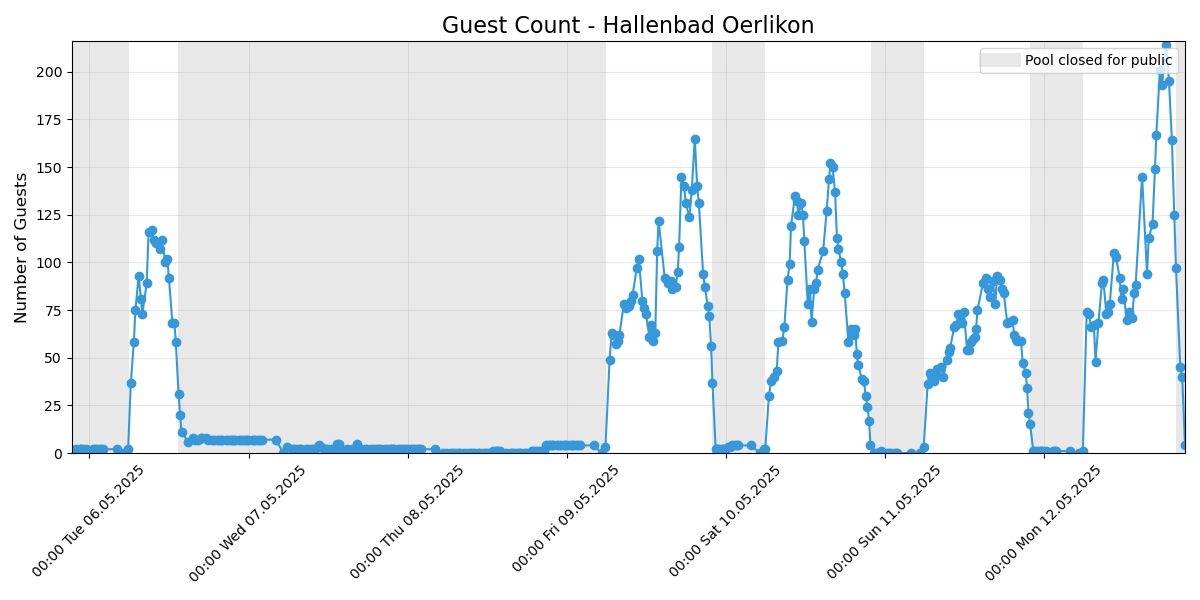 Guest Count - Hallenbad Oerlikon
Pool closed for public
Number of Guests
200
175
150
125
100
75
50
25
0
00:00 Tue 06.05.2025
00:00 Wed 07.05.2025
00:00 Thu 08.05.2025
00:00 Fri 09.05.2025
00:00 Sat 10.05.2025
00:00 Sun 11.05.2025
00:00 Mon 12.05.2025